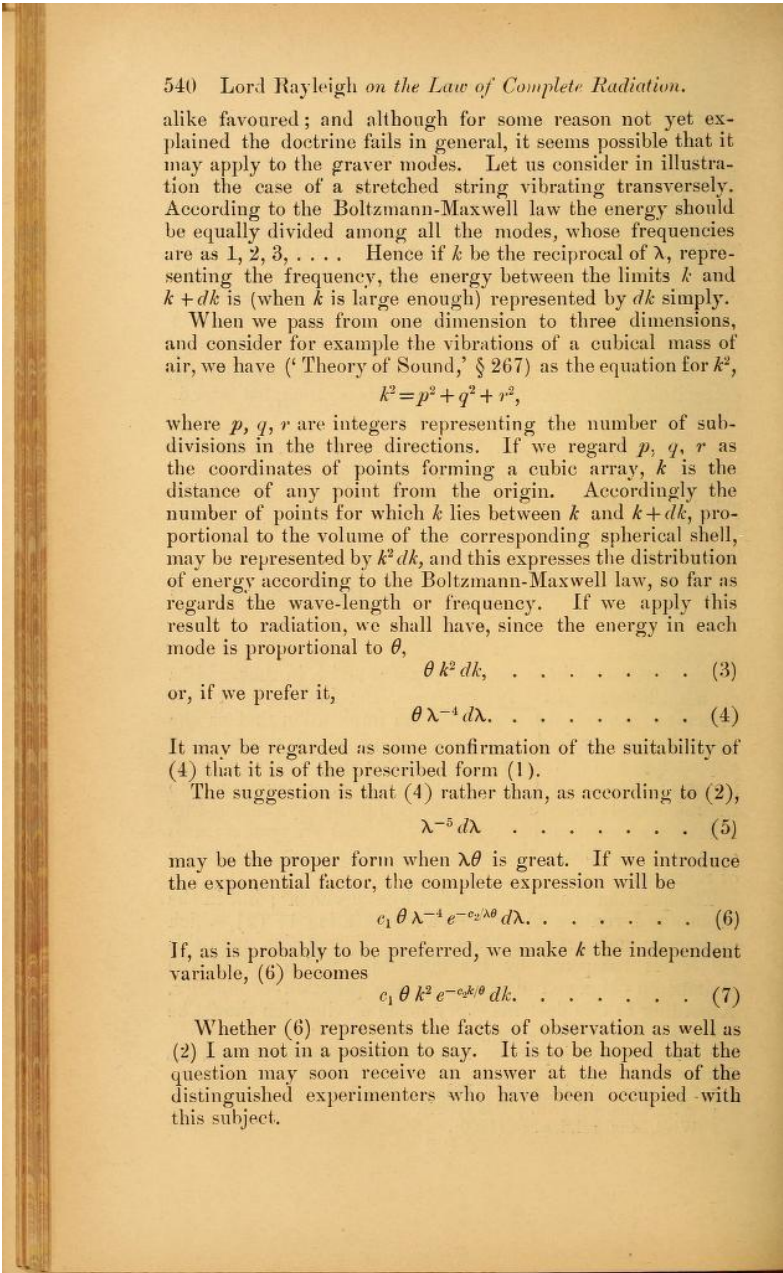 540 Lord Rayleigh on the Law of Complete Radiation.
alike favoured; and although for some reason not yet ex-
plained the doctrine fails in general, it seems possible that it
may apply to the graver modes. Let us consider in illustra-
tion the case of a stretched string vibrating transversely.
According to the Boltzmann-Maxwell law the energy should
be equally divided among all the modes, whose frequencies
are as 1, 2, 3, . . . . Hence if k be the reciprocal of λ, repre-
senting the frequency, the energy between the limits k and
k + dk is (when k is large enough) represented by dk simply.
When we pass from one dimension to three dimensions,
and consider for example the vibrations of a cubical mass of
air, we have (‘ Theory of Sound,’ § 267) as the equation for k²,
k² = p² + q² + r²,
where p, q, r are integers representing the number of sub-
divisions in the three directions. If we regard p, q, r as
the coordinates of points forming a cubic array, k is the
distance of any point from the origin. Accordingly the
number of points for which k lies between k and k + dk, pro-
portional to the volume of the corresponding spherical shell,
may be represented by k² dk, and this expresses the distribution
of energy according to the Boltzmann-Maxwell law, so far as
regards the wave-length or frequency. If we apply this
result to radiation, we shall have, since the energy in each
mode is proportional to θ,
θ k² dk, . . . . . . . . (3)
or, if we prefer it,
θ λ⁻⁴ dλ. . . . . . . . . (4)
It may be regarded as some confirmation of the suitability of
(4) that it is of the prescribed form (1).
The suggestion is that (4) rather than, as according to (2),
λ⁻⁵ dλ . . . . . . . . (5)
may be the proper form when λθ is great. If we introduce
the exponential factor, the complete expression will be
c₁ θ λ⁻⁴ e^{−c₂/λθ} dλ. . . . . . . (6)
If, as is probably to be preferred, we make k the independent
variable, (6) becomes
c₁ θ k² e^{−c₂k/θ} dk. . . . . . . . (7)
Whether (6) represents the facts of observation as well as
(2) I am not in a position to say. It is to be hoped that the
question may soon receive an answer at the hands of the
distinguished experimenters who have been occupied with
this subject.